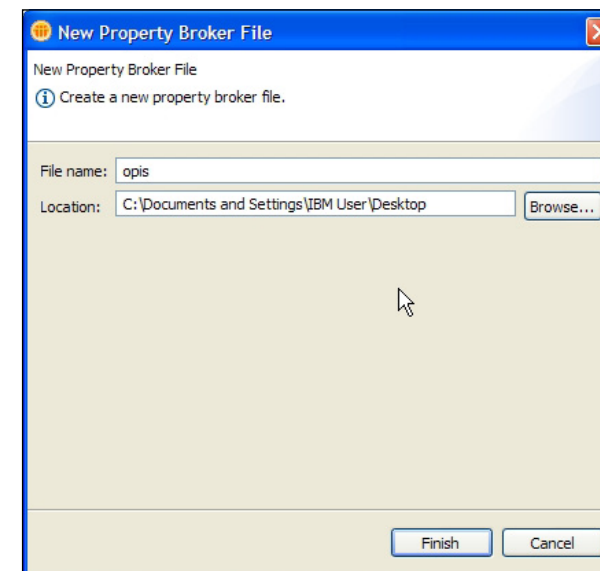 New Property Broker File
New Property Broker File
Create a new property broker file.
File name: opis
Location: C:\Documents and Settings\IBM User\Desktop Browse...
Finish Cancel